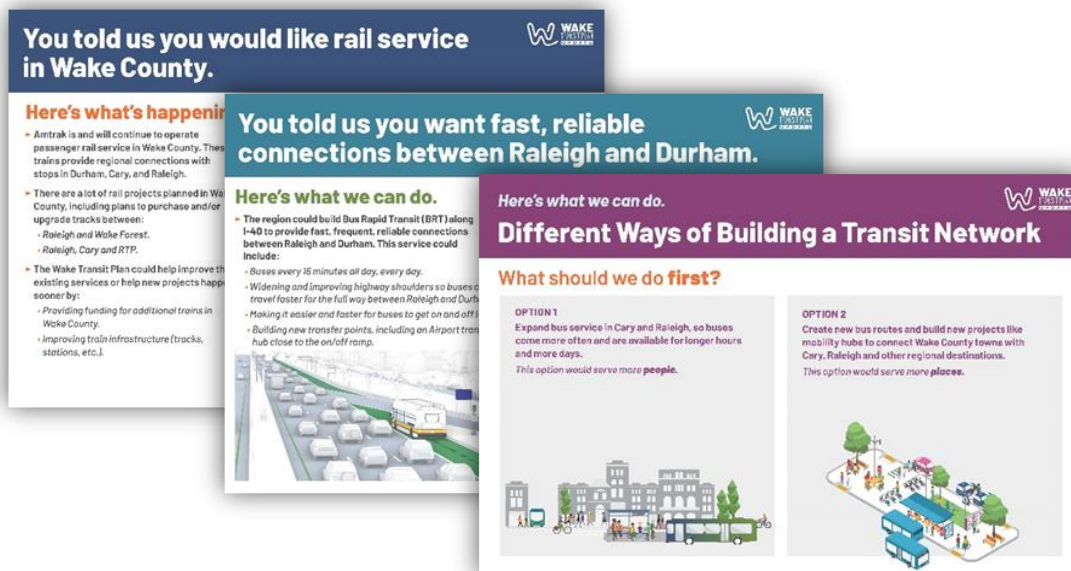 You told us you would like rail service
in Wake County.
WAKE
Here's what's
▸ Amtrak is and will continue to operate
passenger rail service in Wake County.
trains provide regional connections with
stops in Durham, Cary, and Raleigh.
▸ There are a lot of rail projects planned in
County, including plans to purchase and/or
upgrade tracks between:
• Raleigh and Wake Forest.
• Raleigh, Cary and RTP.
▸ The Wake Transit Plan could help improve
existing services or help new projects
sooner by:
• Providing funding for additional trains in
Wake County.
• Improving train infrastructure (tracks,
stations, etc.).
You told us you want fast, reliable
connections between Raleigh and Durham.
WAKE
Here's what we can do.
▸ The region could build Bus Rapid Transit (BRT) along
I-40 to provide fast, frequent, reliable connections
between Raleigh and Durham. This service could
include:
• Buses every 15 minutes all day, every day.
• Widening and improving highway shoulders so buses
travel faster for the full way between Raleigh and
• Making it easier and faster for buses to get on and off
• Building new transfer points, including an Airport
hub close to the on/off ramp.
Here's what we can do.
Different Ways of Building a Transit Network
WAKE
What should we do first?
OPTION 1
Expand bus service in Cary and Raleigh, so buses
come more often and are available for longer hours
and more days.
This option would serve more people.
OPTION 2
Create new bus routes and build new projects like
mobility hubs to connect Wake County towns with
Cary, Raleigh and other regional destinations.
This option would serve more places.